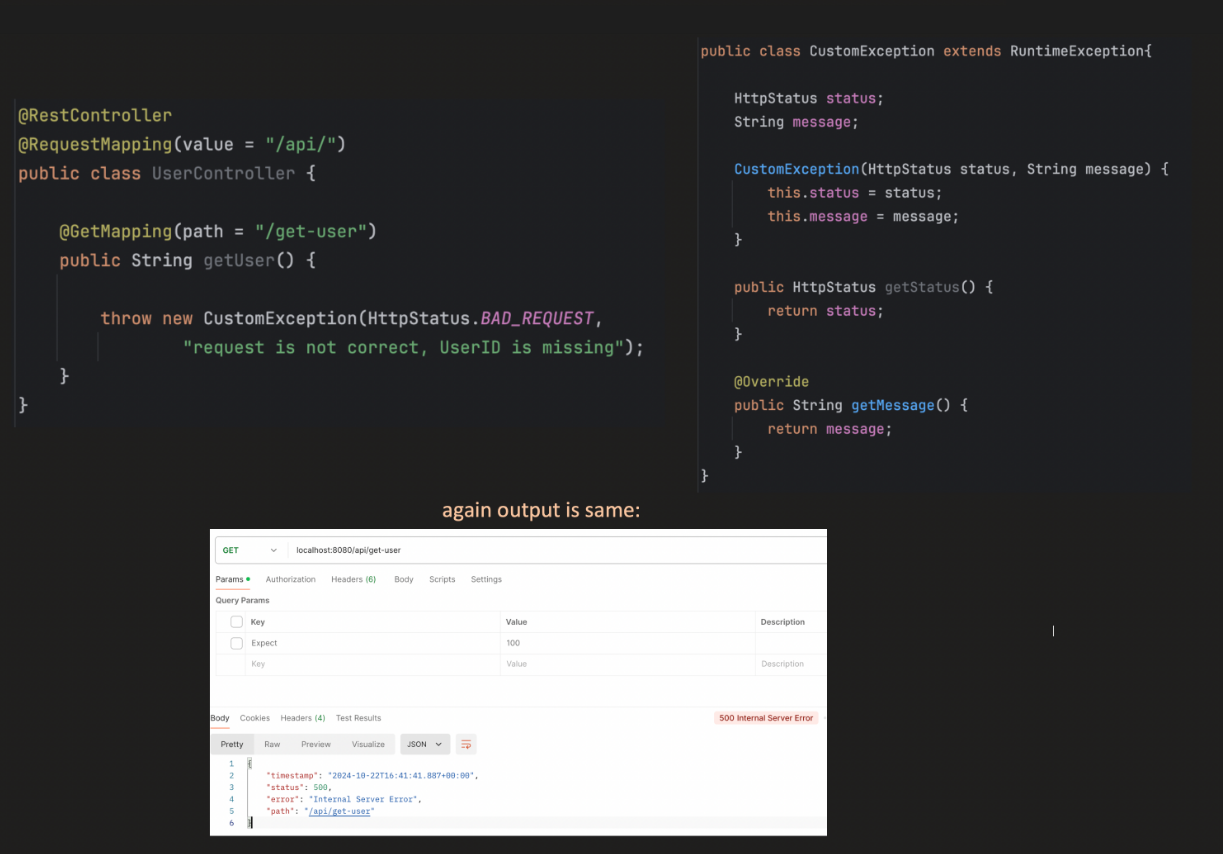 @RestController
@RequestMapping(value = "/api/")
public class UserController {
@GetMapping(path = "/get-user")
public String getUser() {
throw new CustomException(HttpStatus.BAD_REQUEST,
"request is not correct, UserID is missing");
}
}
public class CustomException extends RuntimeException{
HttpStatus status;
String message;
CustomException(HttpStatus status, String message) {
this.status = status;
this.message = message;
}
public HttpStatus getStatus() {
return status;
}
@Override
public String getMessage() {
return message;
}
}
again output is same:
GET localhost:8080/api/get-user
Params Authorization Headers (6) Body Scripts Settings
Query Params
Key Value Description
Expect 100
Key Value Description
Body Cookies Headers (4) Test Results 500 Internal Server Error
Pretty Raw Preview Visualize JSON
1 {
2 "timestamp": "2024-10-22T16:41:41.887+00:00",
3 "status": 500,
4 "error": "Internal Server Error",
5 "path": "/api/get-user"
6 }